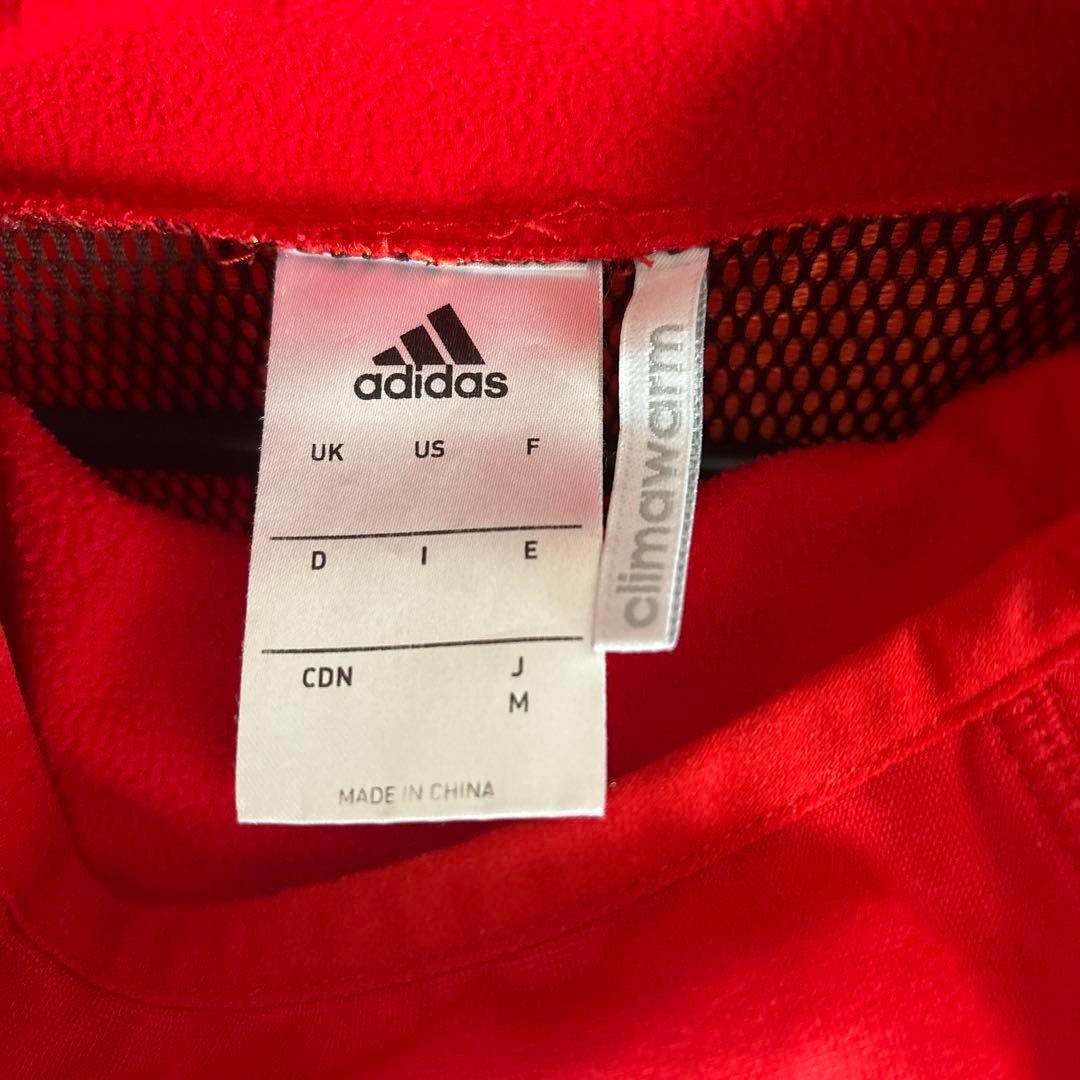 adidas
UK US F
D I E
CDN J
M
MADE IN CHINA
climawarm